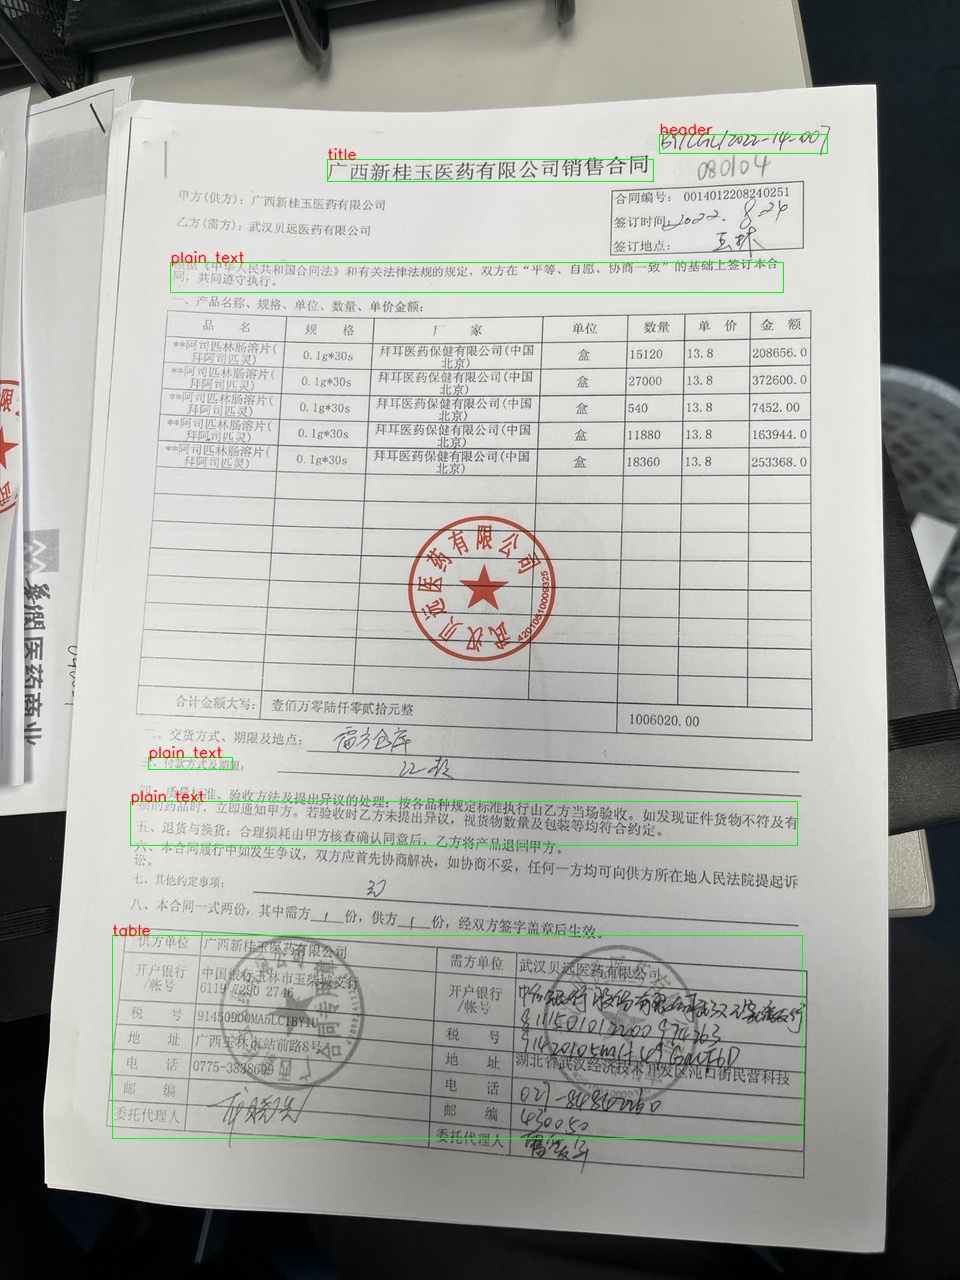 header
BY/CGL/2022-14-007
title
广西新桂玉医药有限公司销售合同
080104
甲方(供方): 广西新桂玉医药有限公司
合同编号: 0014012208240251
乙方(需方): 武汉贝远医药有限公司
签订时间: 2022. 8.24
签订地点: 玉林
plain text
根据《中华人民共和国合同法》和有关法律法规的规定,双方在“平等、自愿、协商一致”的基础上签订本合
同,共同遵守执行。
一、产品名称、规格、单位、数量、单价金额:
品 名 规 格 厂 家 单位 数量 单 价 金 额
**阿司匹林肠溶片(拜阿司匹灵) 0.1g*30s 拜耳医药保健有限公司(中国北京) 盒 15120 13.8 208656.0
**阿司匹林肠溶片(拜阿司匹灵) 0.1g*30s 拜耳医药保健有限公司(中国北京) 盒 27000 13.8 372600.0
**阿司匹林肠溶片(拜阿司匹灵) 0.1g*30s 拜耳医药保健有限公司(中国北京) 盒 540 13.8 7452.00
**阿司匹林肠溶片(拜阿司匹灵) 0.1g*30s 拜耳医药保健有限公司(中国北京) 盒 11880 13.8 163944.0
**阿司匹林肠溶片(拜阿司匹灵) 0.1g*30s 拜耳医药保健有限公司(中国北京) 盒 18360 13.8 253368.0
武汉贝远医药有限公司
合计金额大写: 壹佰万零陆仟零贰拾元整 1006020.00
二、交货方式、期限及地点: 需方仓库
plain text
三、付款方式及期限:
plain text
四、质量标准、验收方法及提出异议的处理:按各品种规定标准执行由乙方当场验收。如发现证件货物不符及有
损的药品时,立即通知甲方。若验收时乙方未提出异议,视货物数量及包装等均符合约定。
五、退货与换货:合理损耗由甲方核查确认同意后,乙方将产品退回甲方。
六、本合同履行中如发生争议,双方应首先协商解决,如协商不妥,任何一方均可向供方所在地人民法院提起诉
讼。
七、其他约定事项:
八、本合同一式两份,其中需方 1 份,供方 1 份,经双方签字盖章后生效。
table
供方单位 广西新桂玉医药有限公司
开户银行/帐号 中国银行玉林市玉柴城支行
6119 7290 2746
税 号 91450900MA5LC1BY4U
地 址 广西玉林市站前路8号
电 话 0775-3838699
邮 编
委托代理人
需方单位 武汉贝远医药有限公司
开户银行/帐号
税 号
地 址 湖北省武汉经济技术开发区沌口街民营科技
电 话 027-84842260
邮 编 430050
委托代理人
合同专用章
医药商业